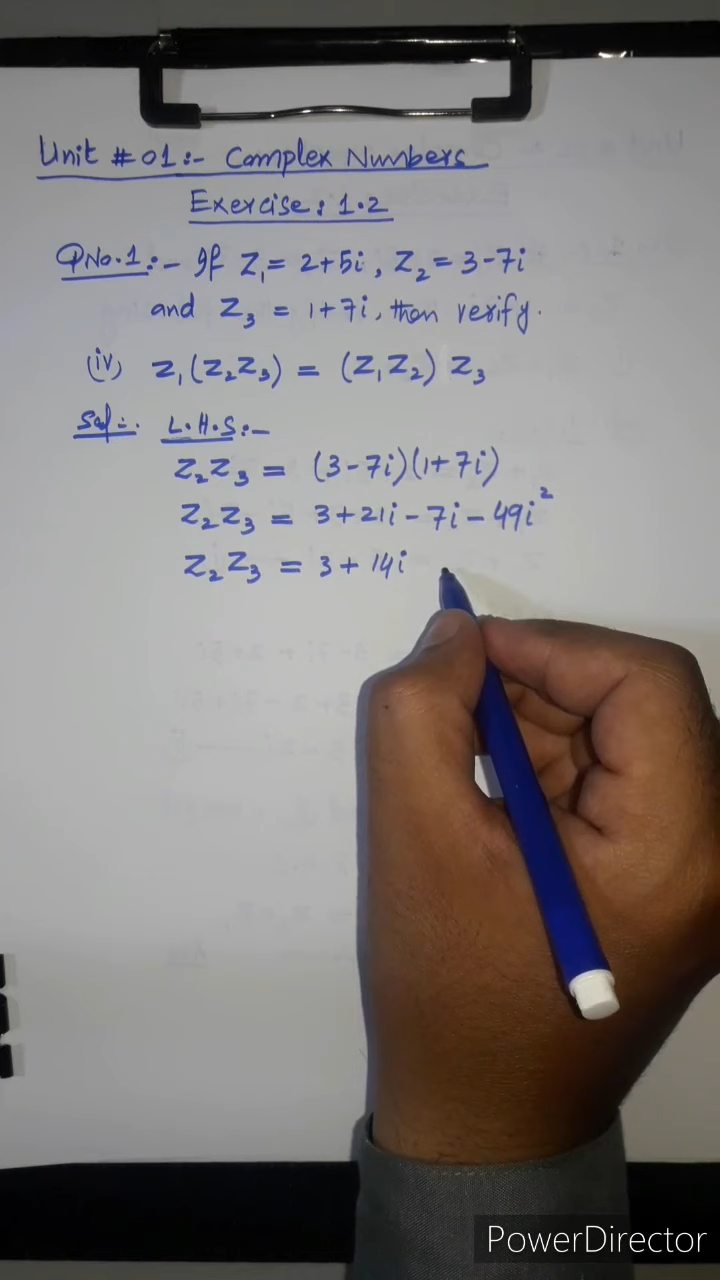 Unit # 01:- Complex Numbers
Exercise: 1.2
QNo.1:- If Z₁ = 2+5i, Z₂ = 3-7i
and Z₃ = 1+7i, then verify.
(iv) Z₁(Z₂Z₃) = (Z₁Z₂) Z₃
Sol:- L.H.S:-
Z₂Z₃ = (3-7i)(1+7i)
Z₂Z₃ = 3+21i-7i-49i²
Z₂Z₃ = 3+14i
PowerDirector